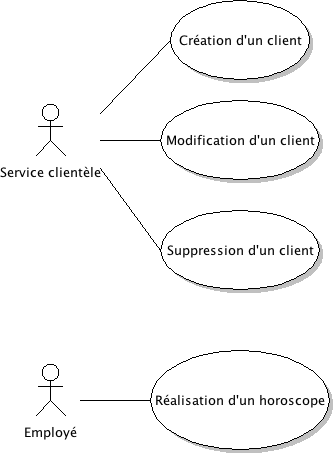 Création d'un client
Modification d'un client
Service clientèle
Suppression d'un client
Réalisation d'un horoscope
Employé